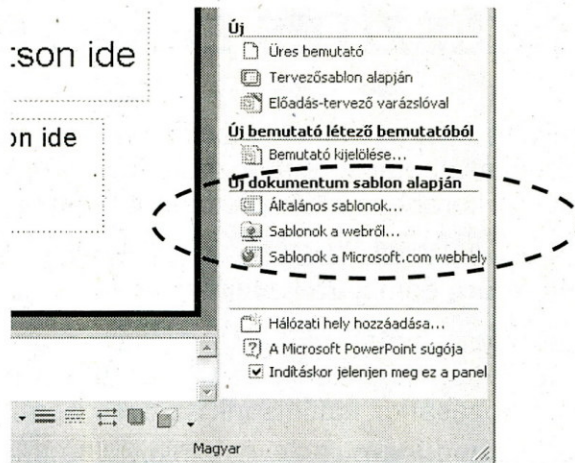 tson ide
on ide
Új
Üres bemutató
Tervezősablon alapján
Előadás-tervező varázslóval
Új bemutató létező bemutatóból
Bemutató kijelölése...
Új dokumentum sablon alapján
Általános sablonok...
Sablonok a webről...
Sablonok a Microsoft.com webhely
Hálózati hely hozzáadása...
A Microsoft PowerPoint súgója
Indításkor jelenjen meg ez a panel
Magyar